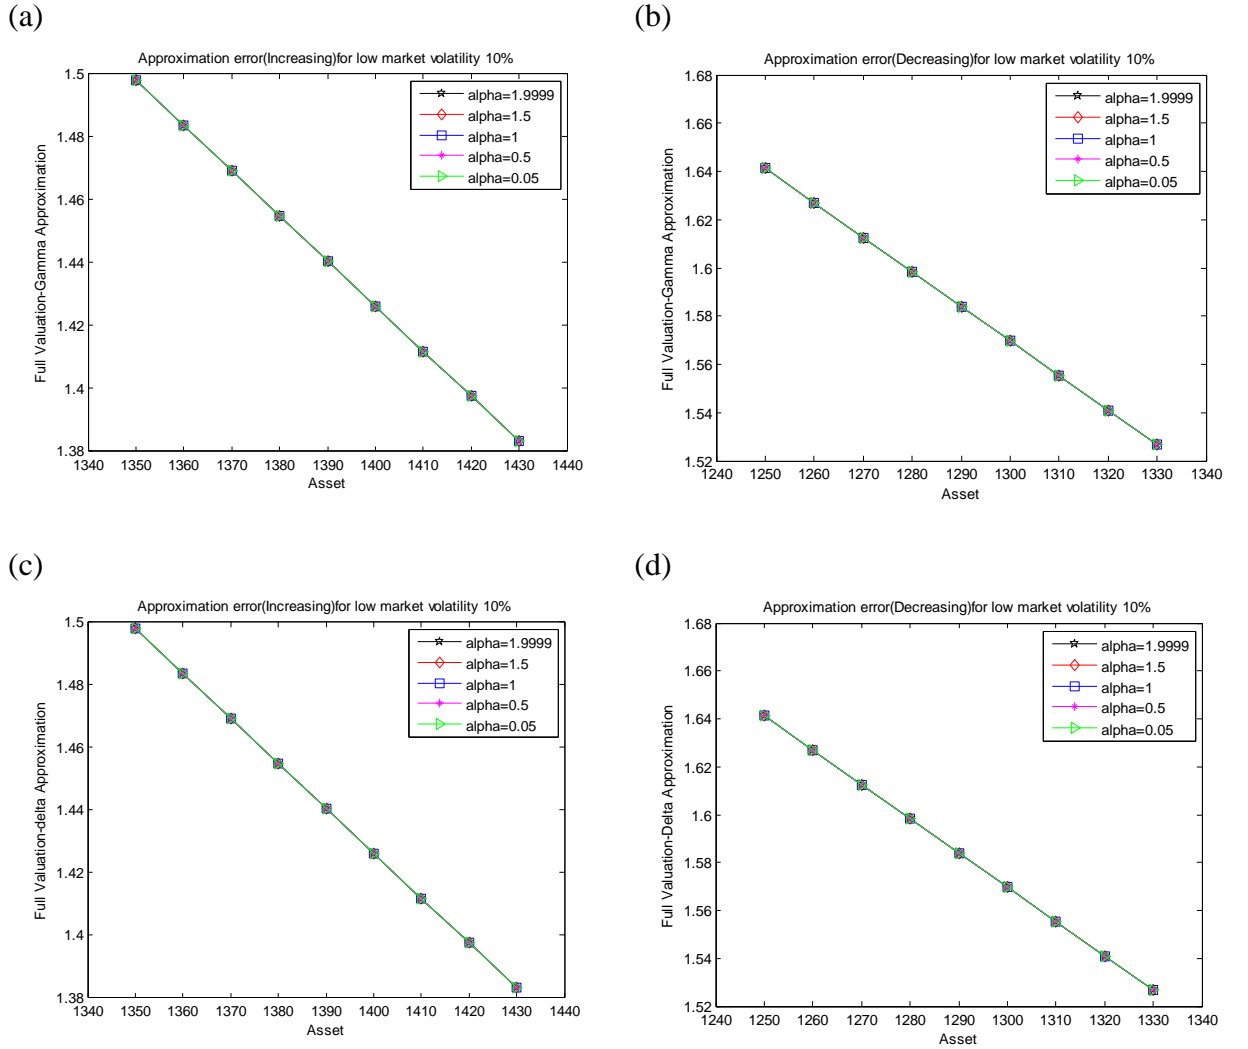 (a)
Approximation error(Increasing)for low market volatility 10%
Full Valuation-Gamma Approximation
1.5
1.48
1.46
1.44
1.42
1.4
1.38
1340 1350 1360 1370 1380 1390 1400 1410 1420 1430 1440
Asset
alpha=1.9999
alpha=1.5
alpha=1
alpha=0.5
alpha=0.05
(b)
Approximation error(Decreasing)for low market volatility 10%
Full Valuation-Gamma Approximation
1.68
1.66
1.64
1.62
1.6
1.58
1.56
1.54
1.52
1240 1250 1260 1270 1280 1290 1300 1310 1320 1330 1340
Asset
alpha=1.9999
alpha=1.5
alpha=1
alpha=0.5
alpha=0.05
(c)
Approximation error(Increasing)for low market volatility 10%
Full Valuation-delta Approximation
1.5
1.48
1.46
1.44
1.42
1.4
1.38
1340 1350 1360 1370 1380 1390 1400 1410 1420 1430 1440
Asset
alpha=1.9999
alpha=1.5
alpha=1
alpha=0.5
alpha=0.05
(d)
Approximation error(Decreasing)for low market volatility 10%
Full Valuation-Delta Approximation
1.68
1.66
1.64
1.62
1.6
1.58
1.56
1.54
1.52
1240 1250 1260 1270 1280 1290 1300 1310 1320 1330 1340
Asset
alpha=1.9999
alpha=1.5
alpha=1
alpha=0.5
alpha=0.05